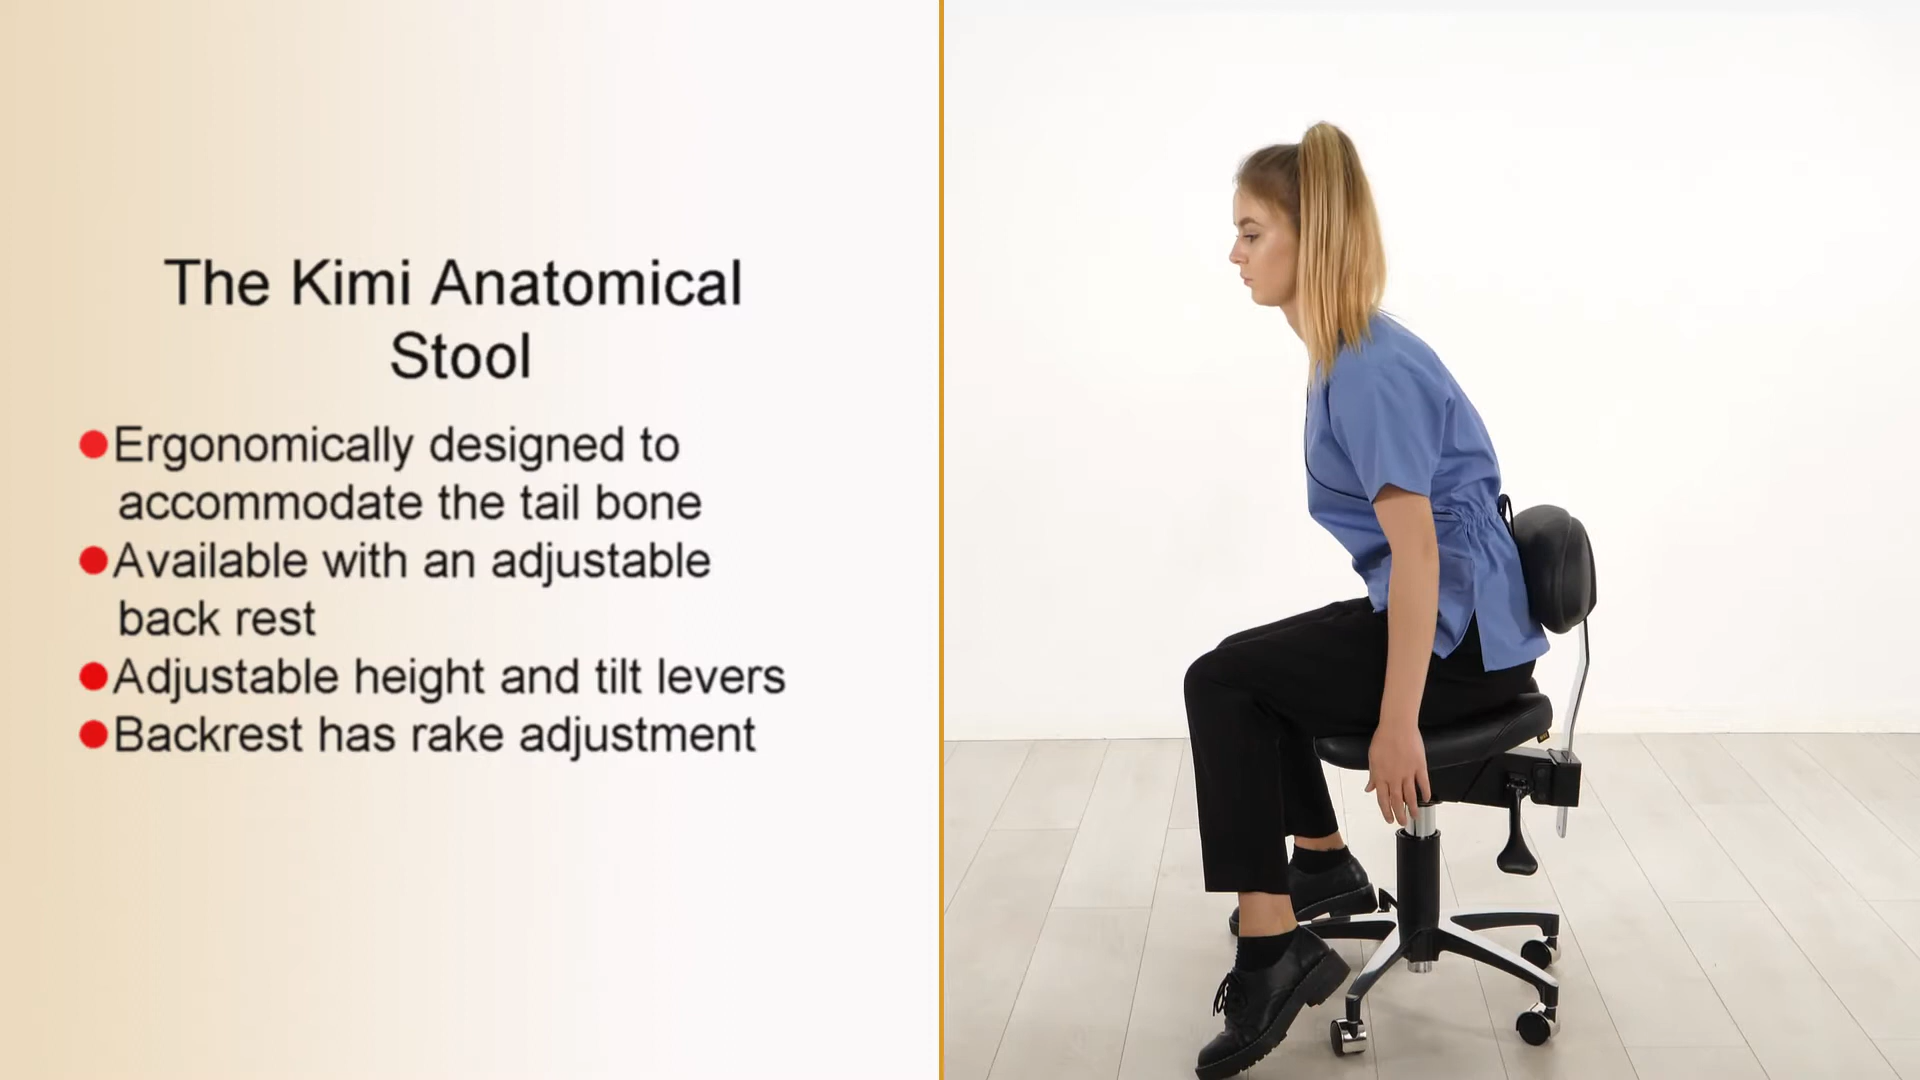 The Kimi Anatomical
Stool
Ergonomically designed to
accommodate the tail bone
Available with an adjustable
back rest
Adjustable height and tilt levers
Backrest has rake adjustment